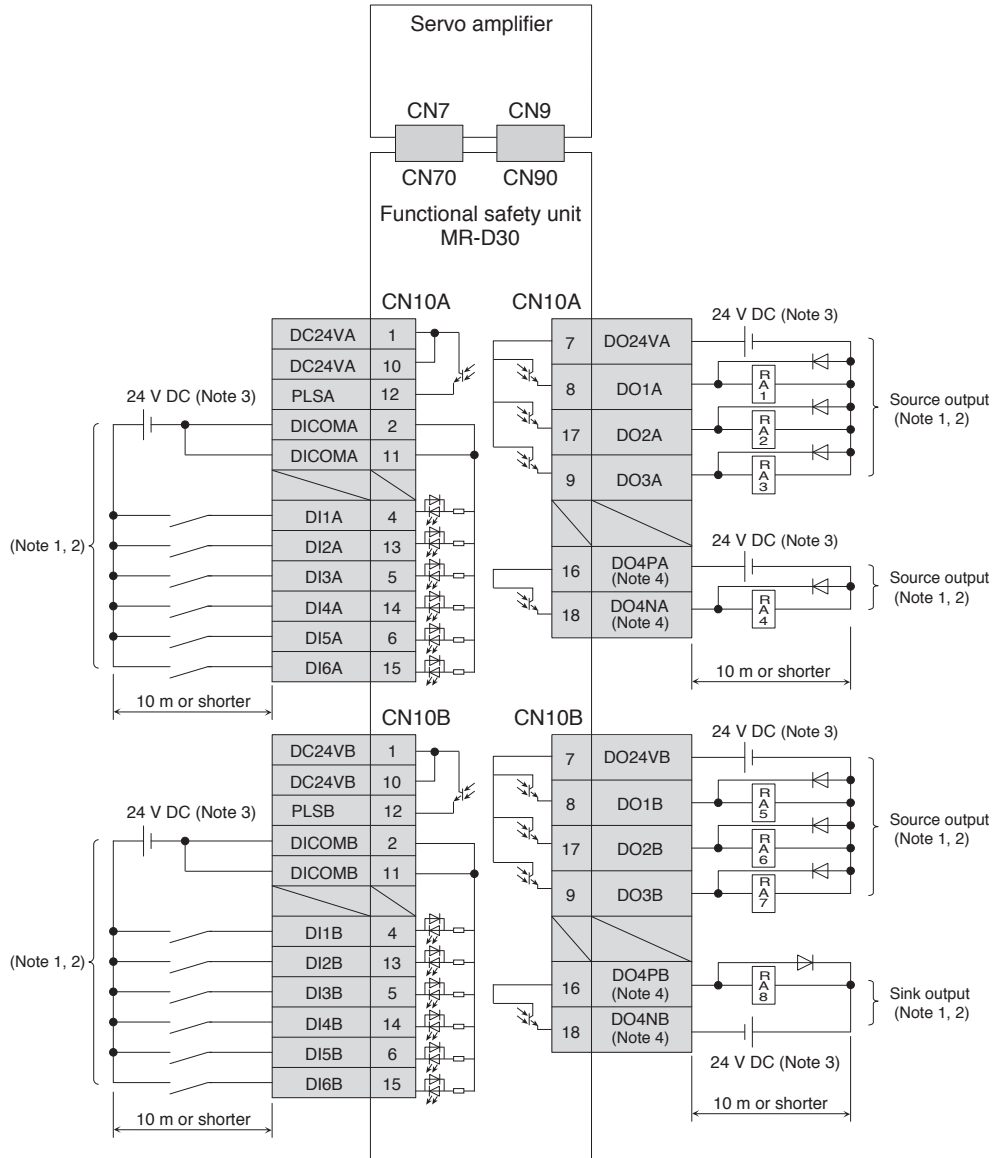 Servo amplifier
CN7 CN9
CN70 CN90
Functional safety unit
MR-D30
CN10A
DC24VA 1
DC24VA 10
PLSA 12
24 V DC (Note 3)
DICOMA 2
DICOMA 11
DI1A 4
DI2A 13
DI3A 5
DI4A 14
DI5A 6
DI6A 15
(Note 1, 2)
10 m or shorter
CN10A
24 V DC (Note 3)
7 DO24VA
8 DO1A
RA1
17 DO2A
RA2
9 DO3A
RA3
Source output
(Note 1, 2)
24 V DC (Note 3)
16 DO4PA
(Note 4)
18 DO4NA
(Note 4)
RA4
Source output
(Note 1, 2)
10 m or shorter
CN10B
DC24VB 1
DC24VB 10
PLSB 12
24 V DC (Note 3)
DICOMB 2
DICOMB 11
DI1B 4
DI2B 13
DI3B 5
DI4B 14
DI5B 6
DI6B 15
(Note 1, 2)
10 m or shorter
CN10B
24 V DC (Note 3)
7 DO24VB
8 DO1B
RA5
17 DO2B
RA6
9 DO3B
RA7
Source output
(Note 1, 2)
16 DO4PB
(Note 4)
RA8
18 DO4NB
(Note 4)
24 V DC (Note 3)
Sink output
(Note 1, 2)
10 m or shorter